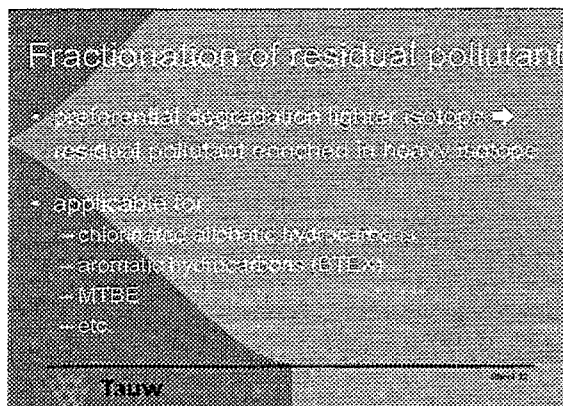 Fractionation of residual pollutant
• preferential degradation lighter isotope ➡
residual pollutant enriched in heavy isotope
• applicable for
– chlorinated aliphatic hydrocarbons
– aromatic hydrocarbons (BTEX)
– MTBE
– etc
Tauw